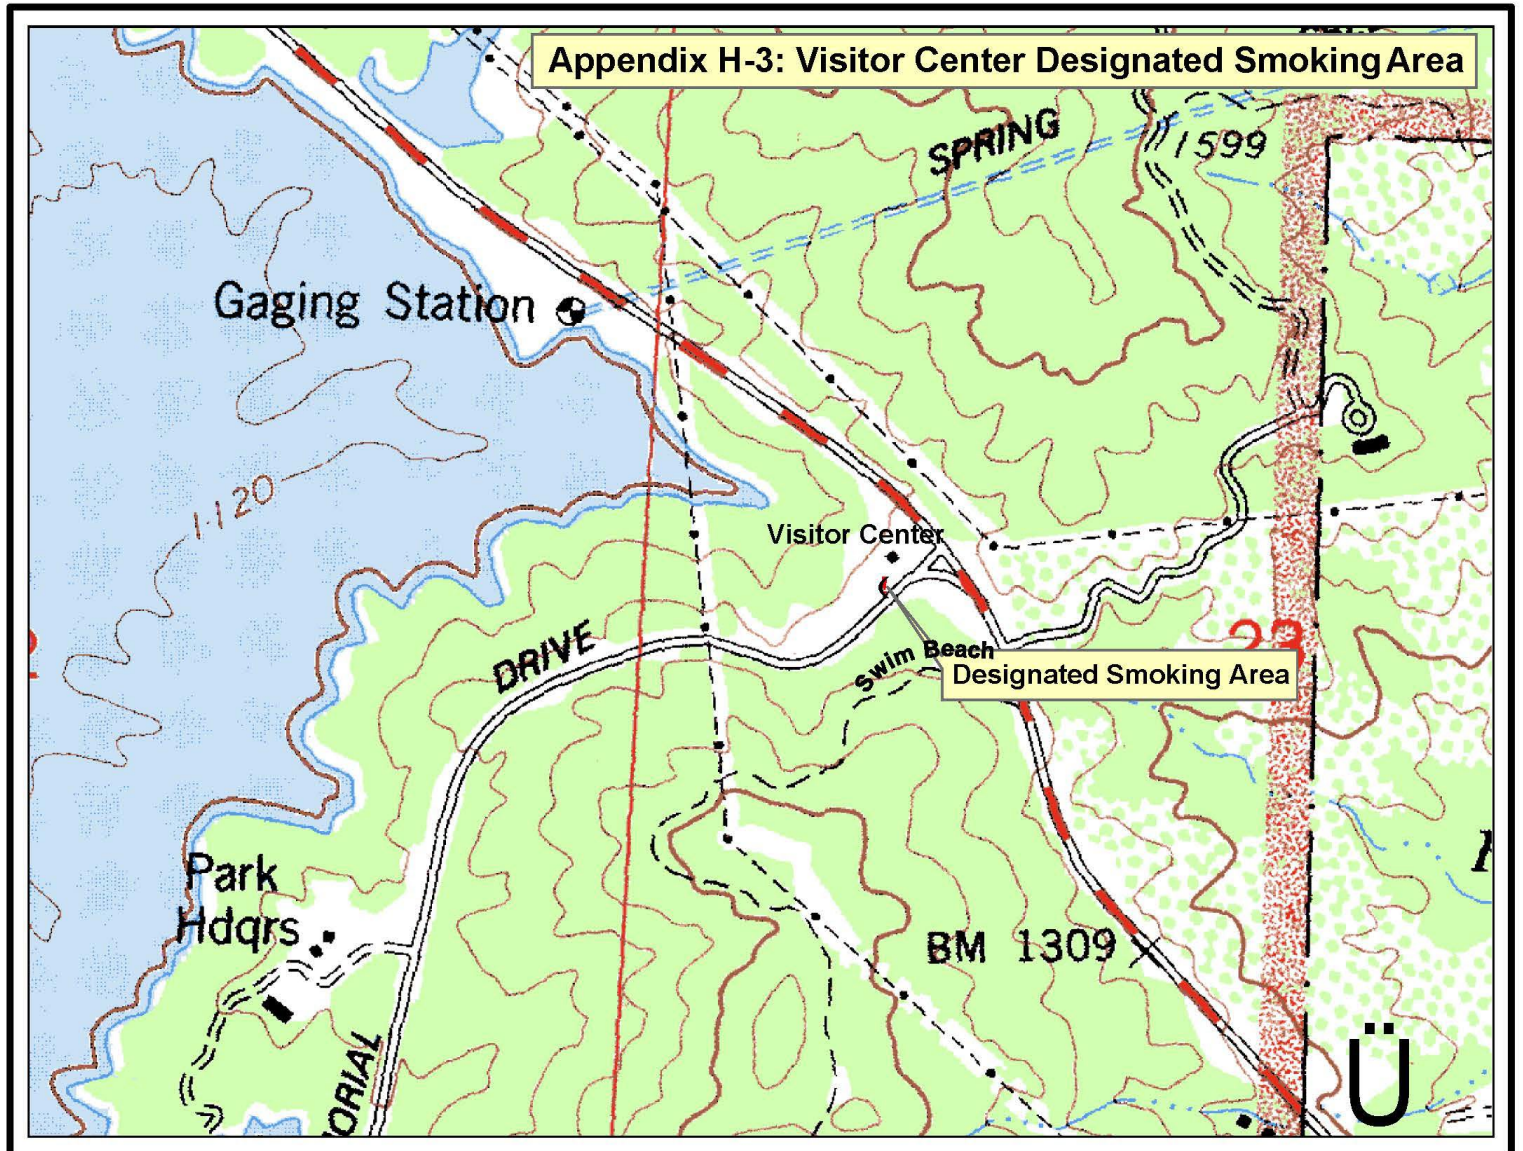 Appendix H-3: Visitor Center Designated Smoking Area
SPRING
1599
Gaging Station
1120
Visitor Center
DRIVE
Swim Beach
23
Designated Smoking Area
Park
Hdqrs
BM 1309
ORIAL
Ü